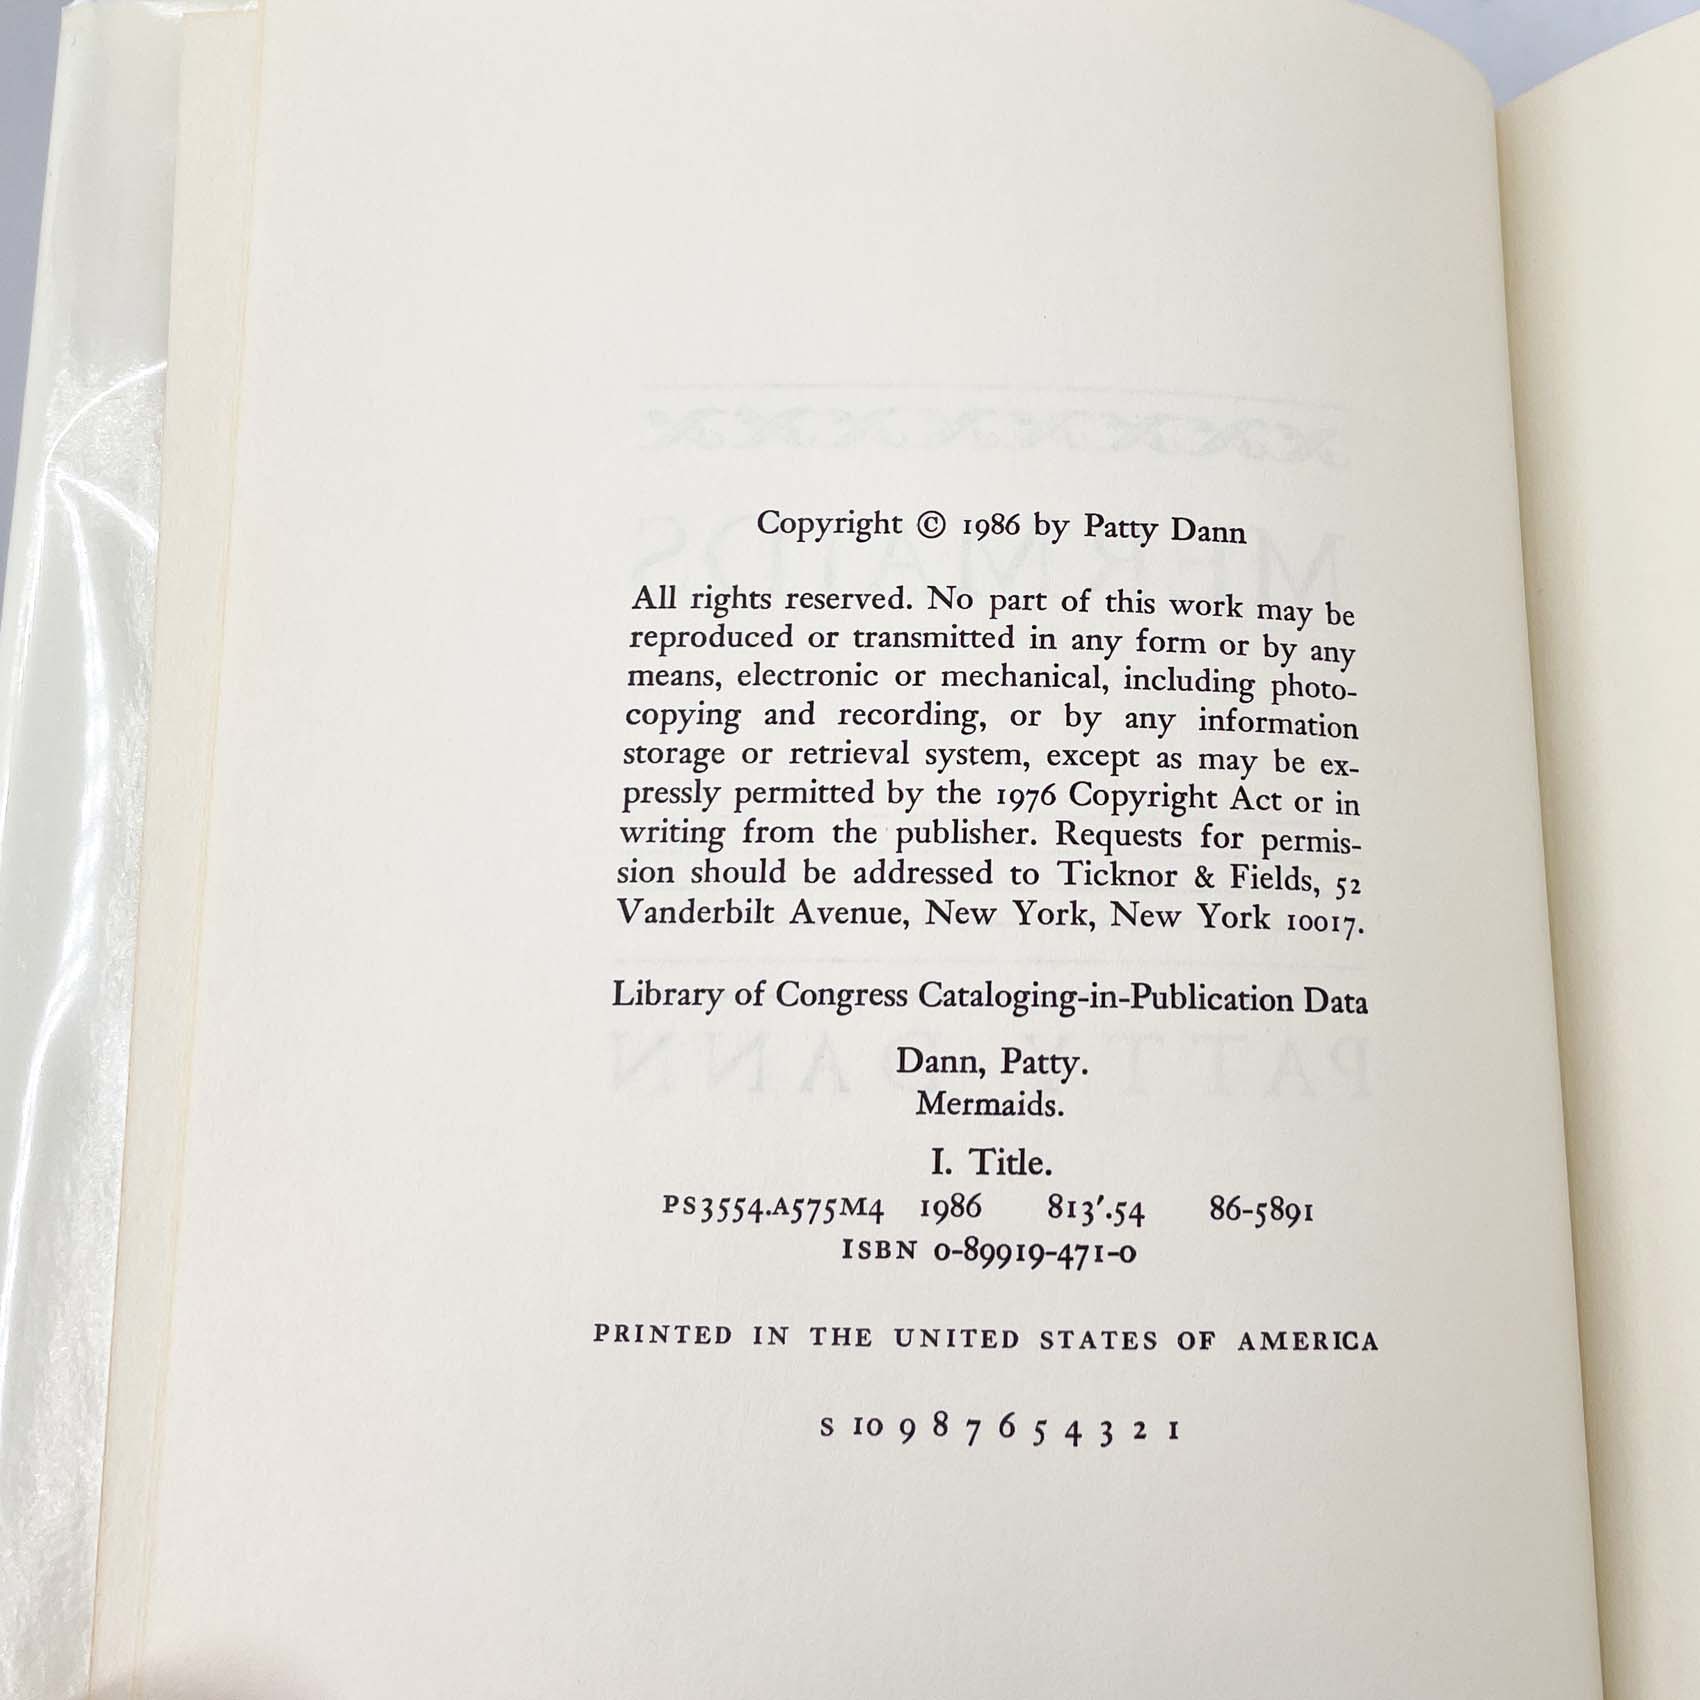 Copyright © 1986 by Patty Dann
All rights reserved. No part of this work may be
reproduced or transmitted in any form or by any
means, electronic or mechanical, including photo-
copying and recording, or by any information
storage or retrieval system, except as may be ex-
pressly permitted by the 1976 Copyright Act or in
writing from the publisher. Requests for permis-
sion should be addressed to Ticknor & Fields, 52
Vanderbilt Avenue, New York, New York 10017.
Library of Congress Cataloging-in-Publication Data
Dann, Patty.
Mermaids.
I. Title.
PS3554.A575M4 1986 813'.54 86-5891
ISBN 0-89919-471-0
PRINTED IN THE UNITED STATES OF AMERICA
S 10 9 8 7 6 5 4 3 2 1
MERMAIDS
PATTY DANN